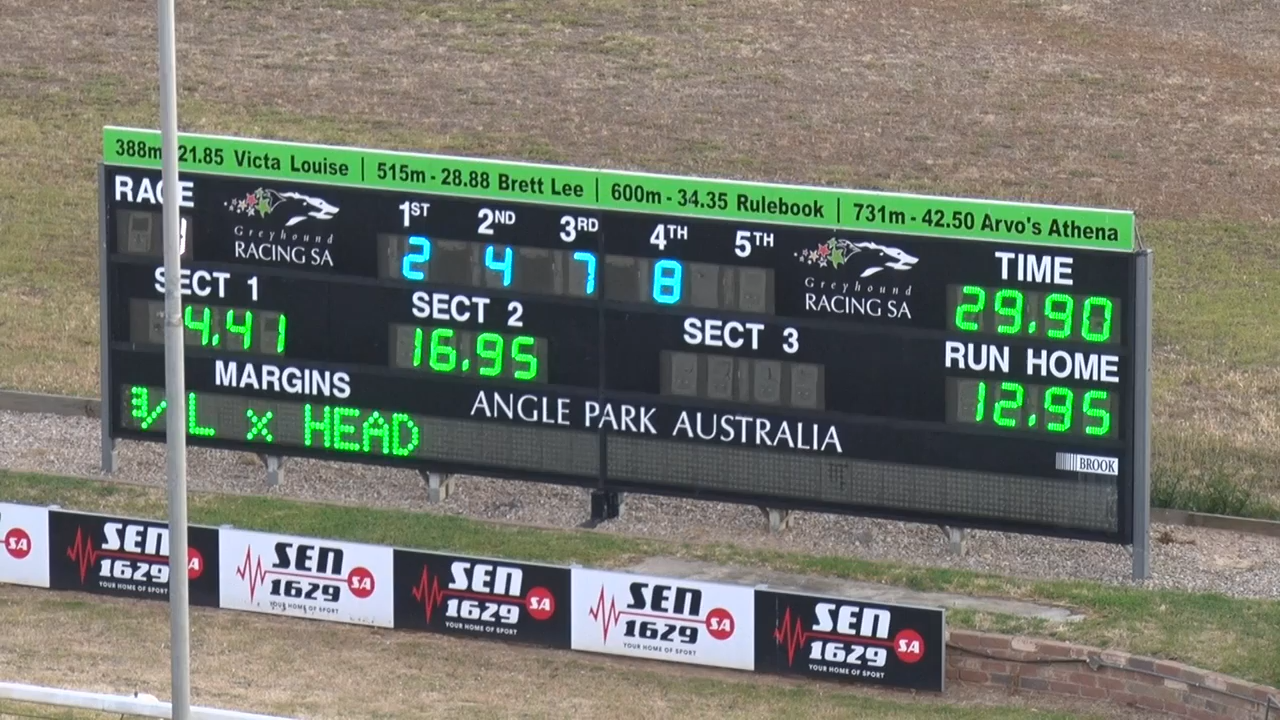 388m 21.85 Victa Louise | 515m - 28.88 Brett Lee | 600m - 34.35 Rulebook | 731m - 42.50 Arvo's Athena
RACE
Greyhound
RACING SA
1ST 2ND 3RD 4TH 5TH
2 4 7 8
Greyhound
RACING SA
TIME
29.90
SECT 1
4.41
SECT 2
16.95
SECT 3
RUN HOME
12.95
MARGINS
L x HEAD
ANGLE PARK AUSTRALIA
BROOK
SA
SEN
1629
YOUR HOME OF SPORT
SEN
1629 SA
YOUR HOME OF SPORT
SEN
1629 SA
YOUR HOME OF SPORT
SEN
1629 SA
YOUR HOME OF SPORT
SEN
1629 SA
YOUR HOME OF SPORT